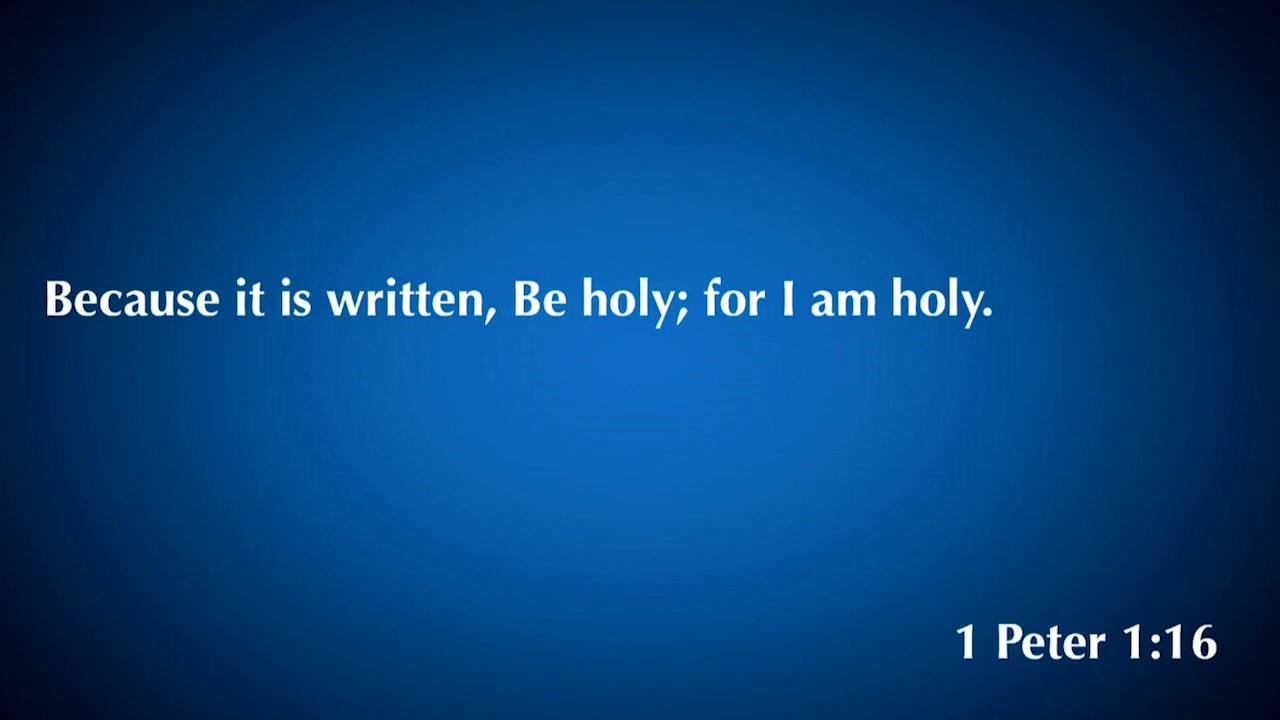 Because it is written, Be holy; for I am holy.
1 Peter 1:16